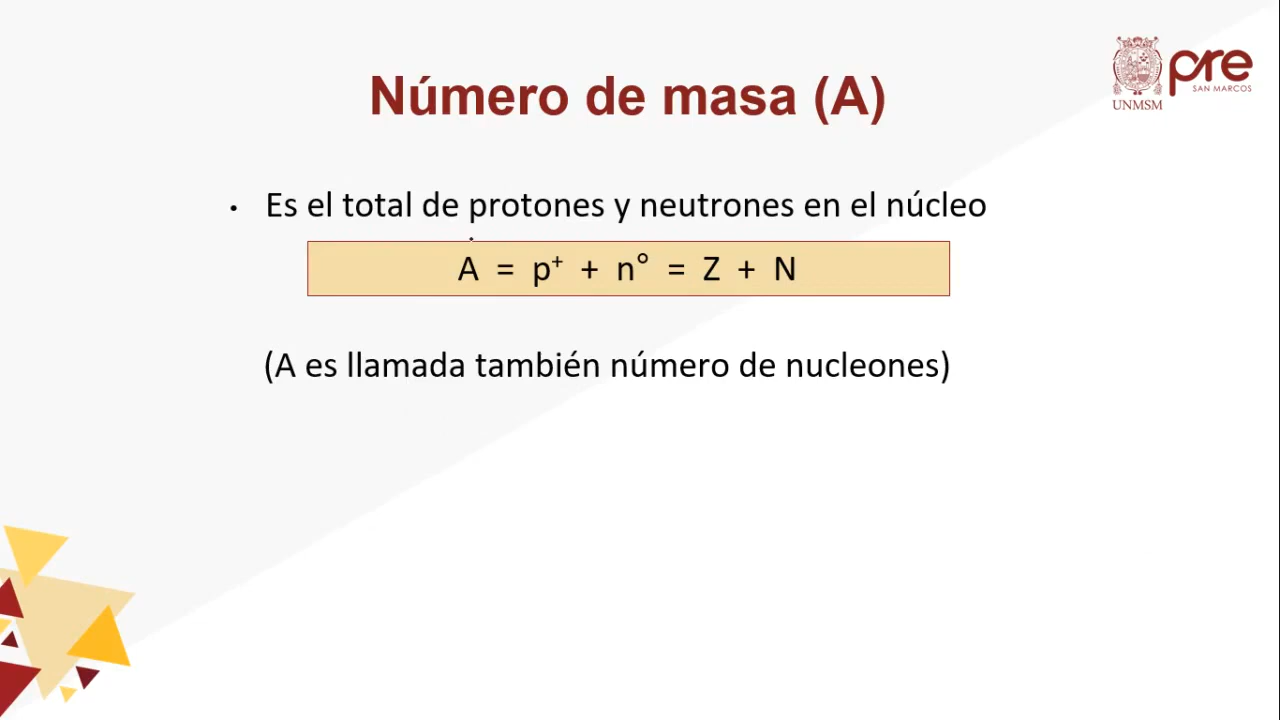 Número de masa (A)
UNMSM
pre
SAN MARCOS
• Es el total de protones y neutrones en el núcleo
A = p⁺ + n° = Z + N
(A es llamada también número de nucleones)